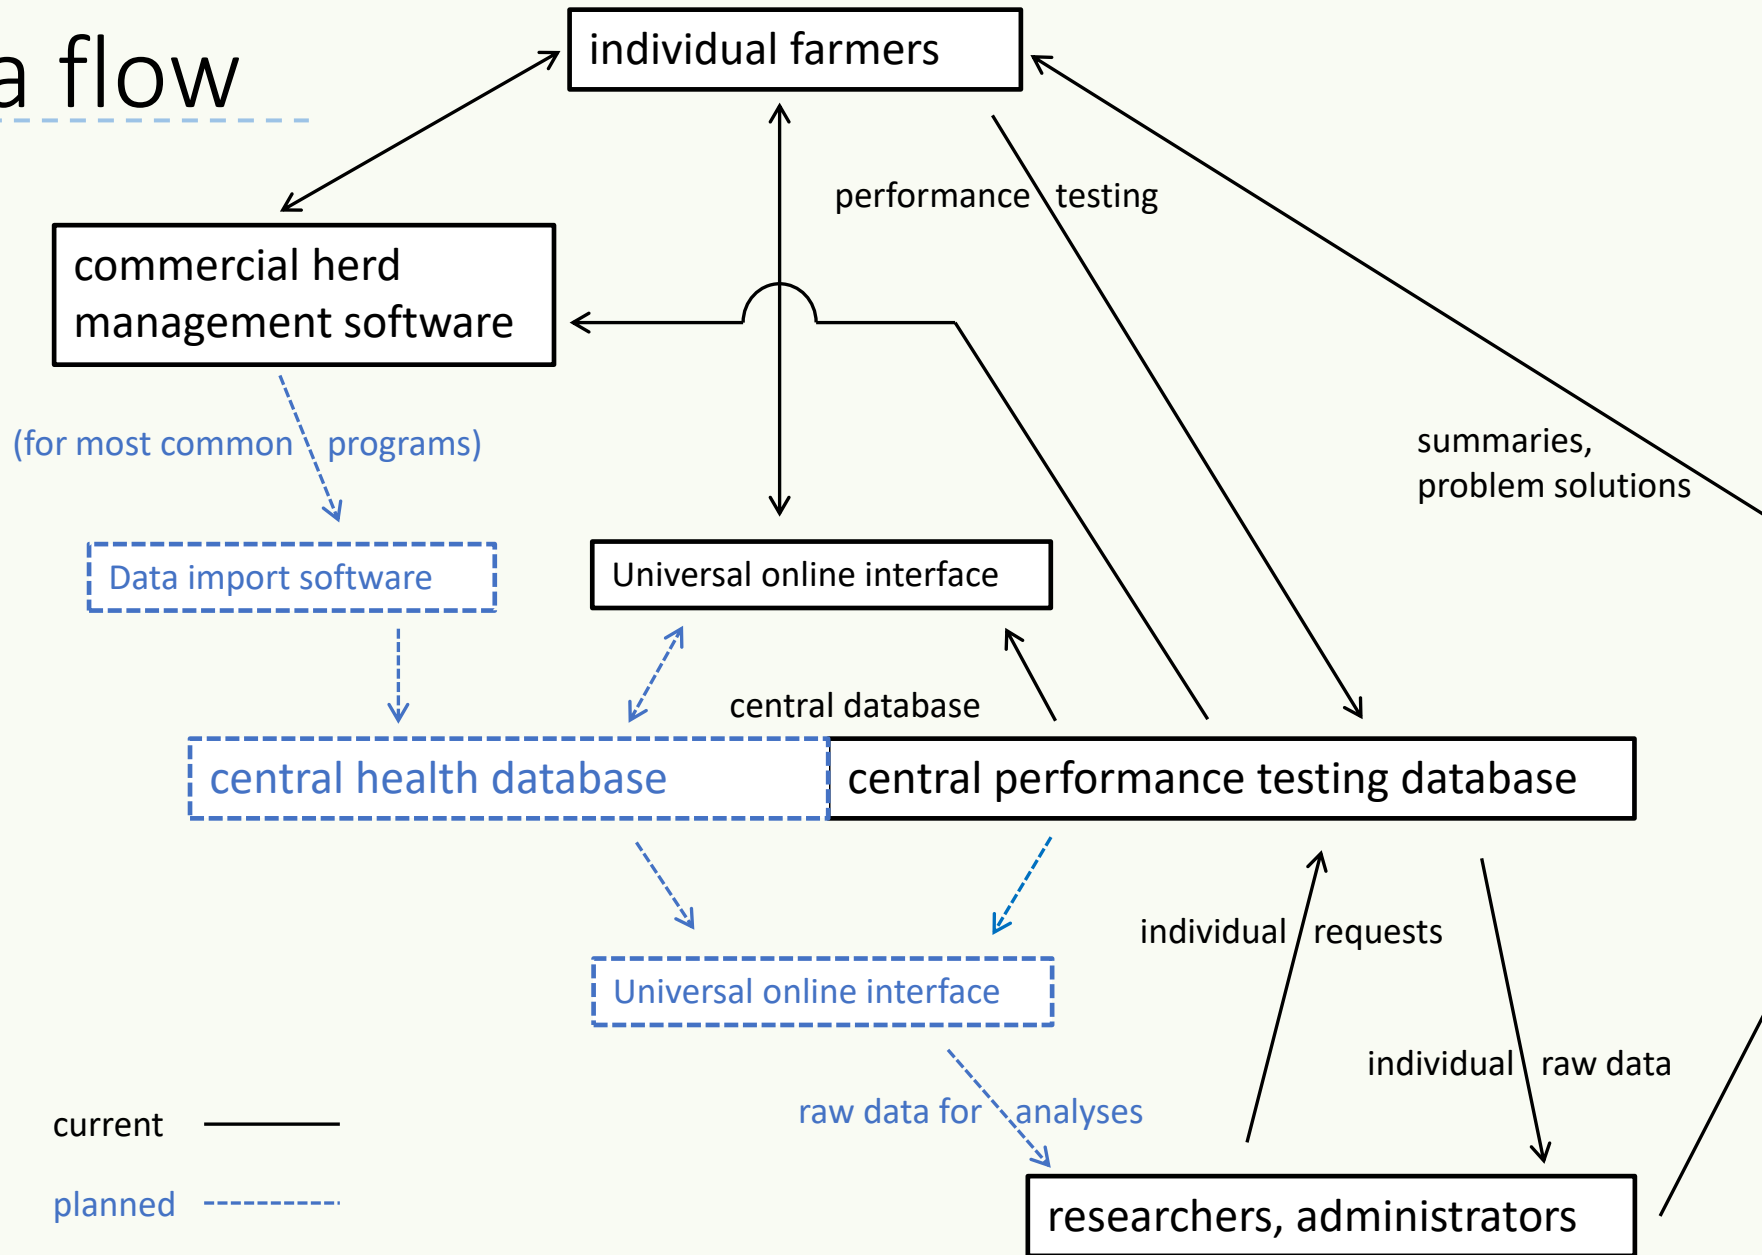 a flow
individual farmers
performance testing
commercial herd
management software
(for most common programs)
summaries,
problem solutions
Data import software
Universal online interface
central database
central health database
central performance testing database
individual requests
Universal online interface
individual raw data
raw data for analyses
current
planned
researchers, administrators